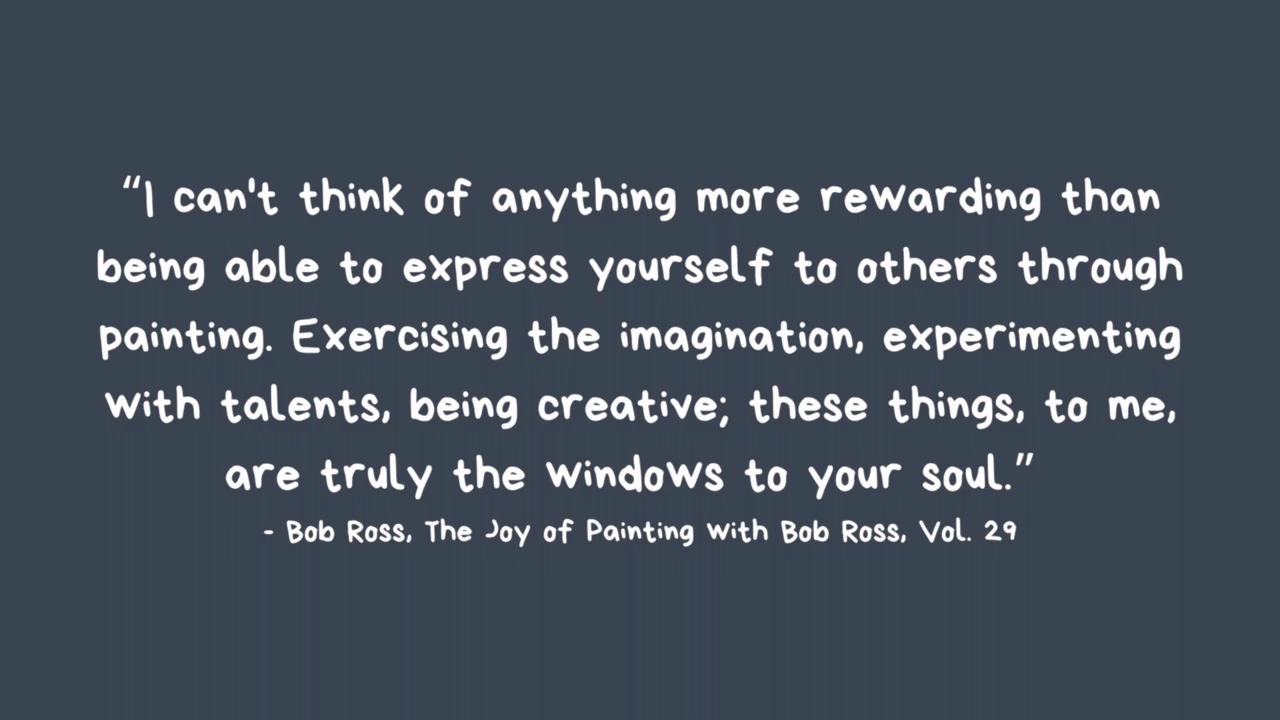 “I can't think of anything more rewarding than
being able to express yourself to others through
painting. Exercising the imagination, experimenting
with talents, being creative; these things, to me,
are truly the windows to your soul.”
- Bob Ross, The Joy of Painting with Bob Ross, Vol. 29